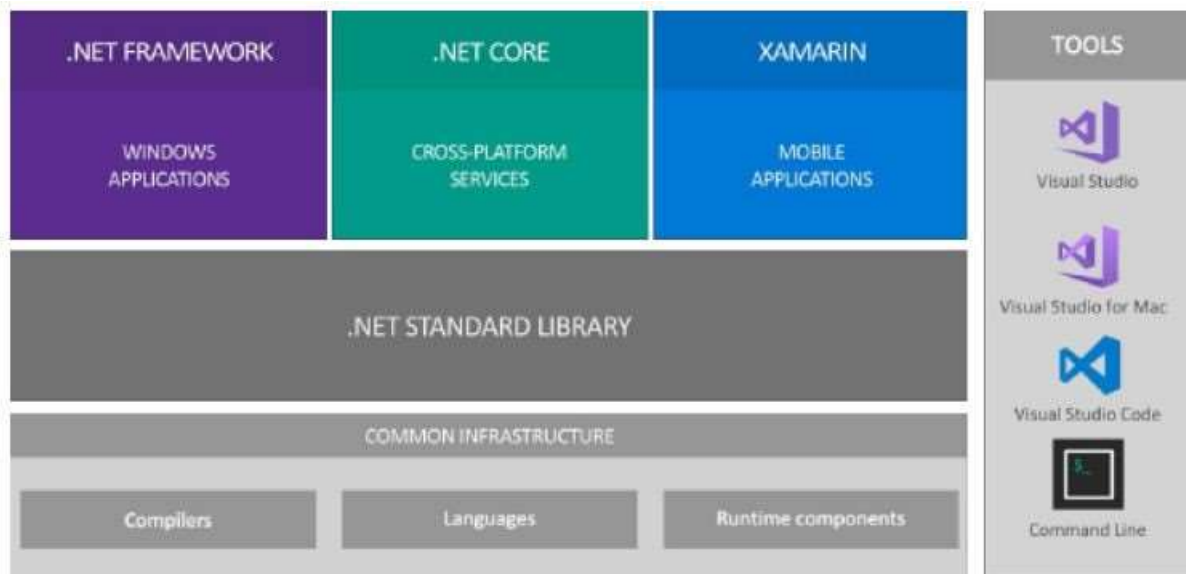 .NET FRAMEWORK
WINDOWS
APPLICATIONS
.NET CORE
CROSS-PLATFORM
SERVICES
XAMARIN
MOBILE
APPLICATIONS
.NET STANDARD LIBRARY
COMMON INFRASTRUCTURE
Compilers
Languages
Runtime components
TOOLS
Visual Studio
Visual Studio for Mac
Visual Studio Code
$_
Command Line